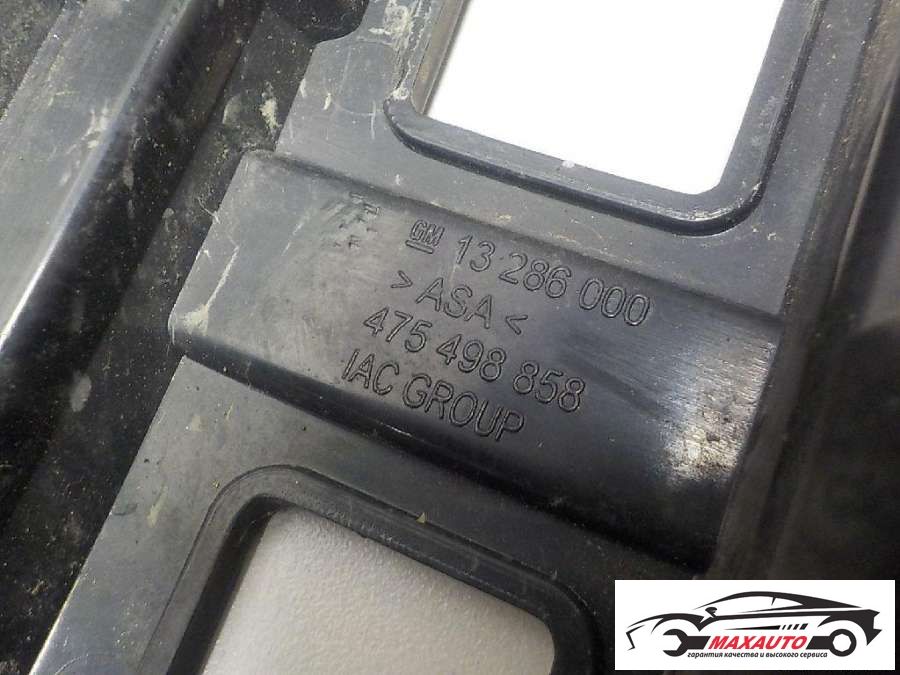 GM 13 286 000
>ASA<
475 498 858
IAC GROUP
MAXAUTO
гарантия качества и высокого сервиса